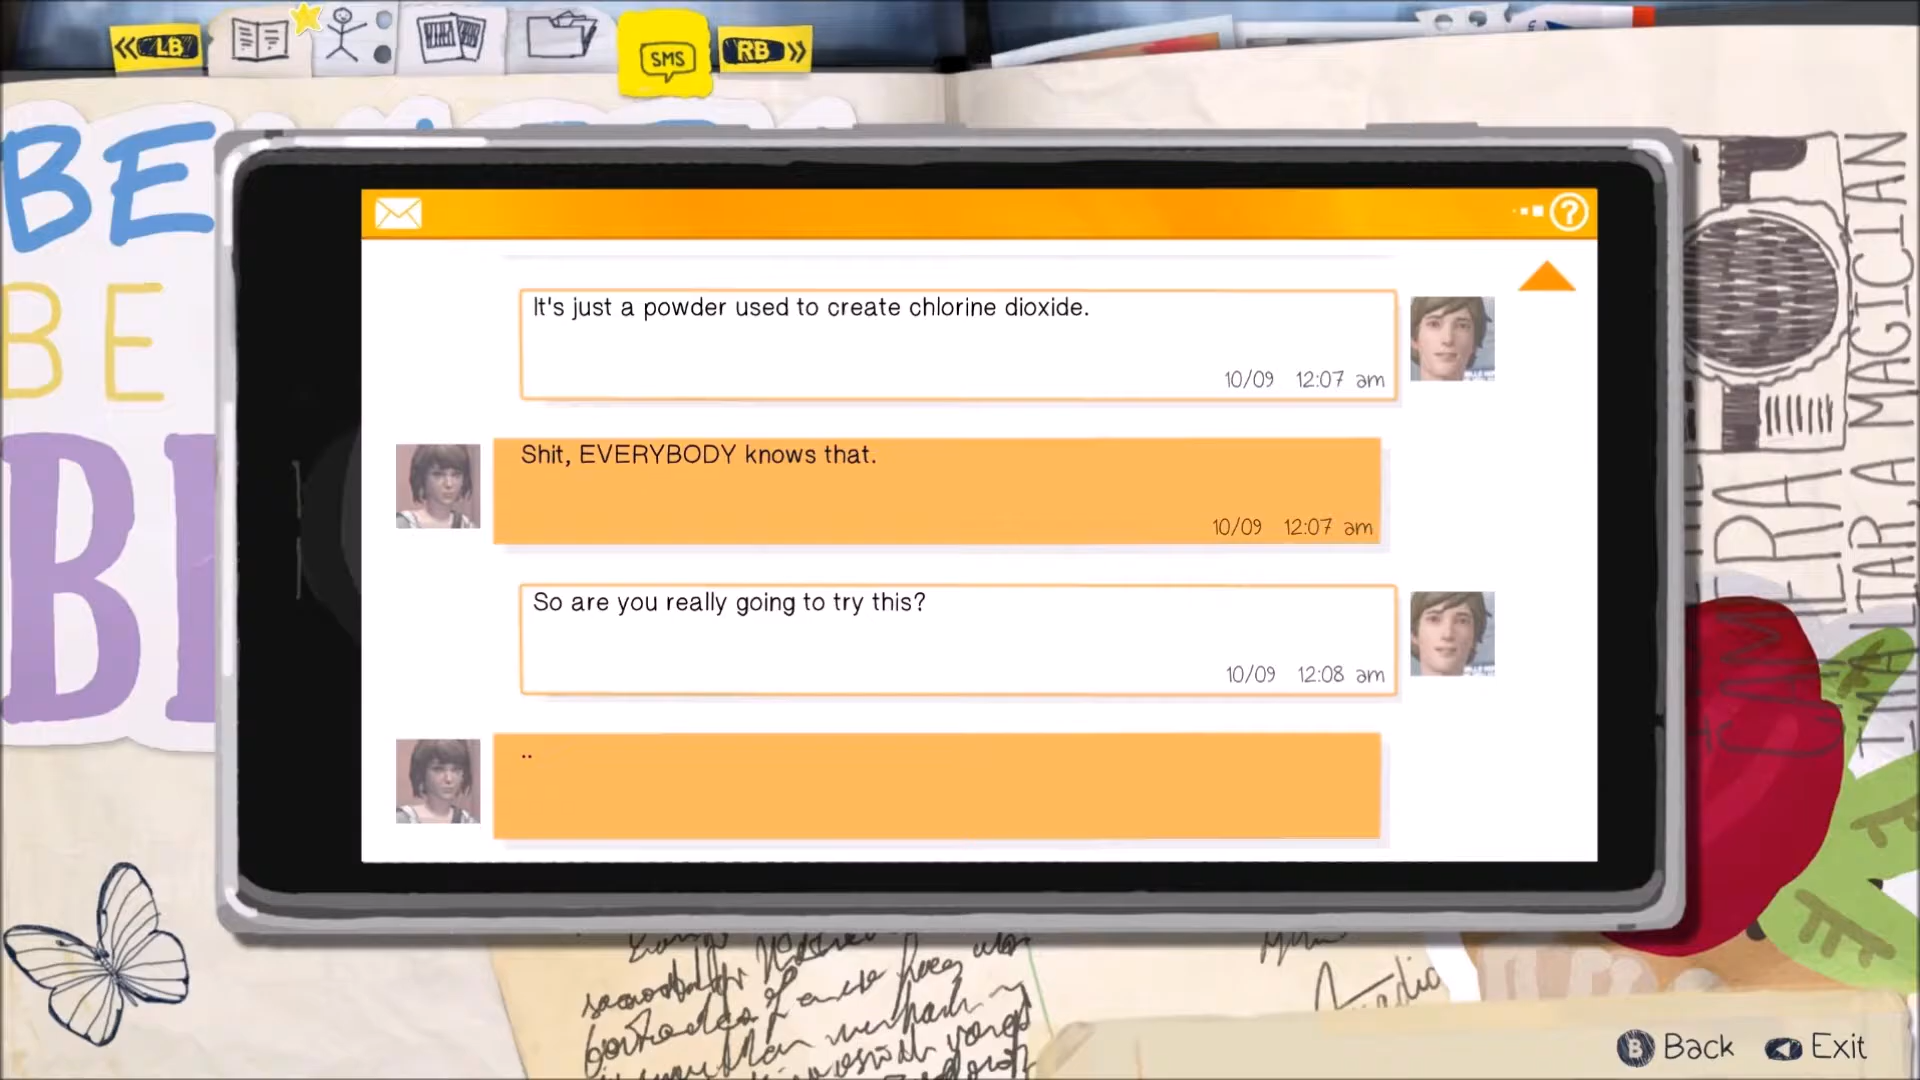 LB
SMS
RB
BE
BE
It's just a powder used to create chlorine dioxide.
10/09 12:07 am
Shit, EVERYBODY knows that.
10/09 12:07 am
So are you really going to try this?
10/09 12:08 am
..
CAMERA
I'M A LIAR, A MAGICIAN
Back
Exit